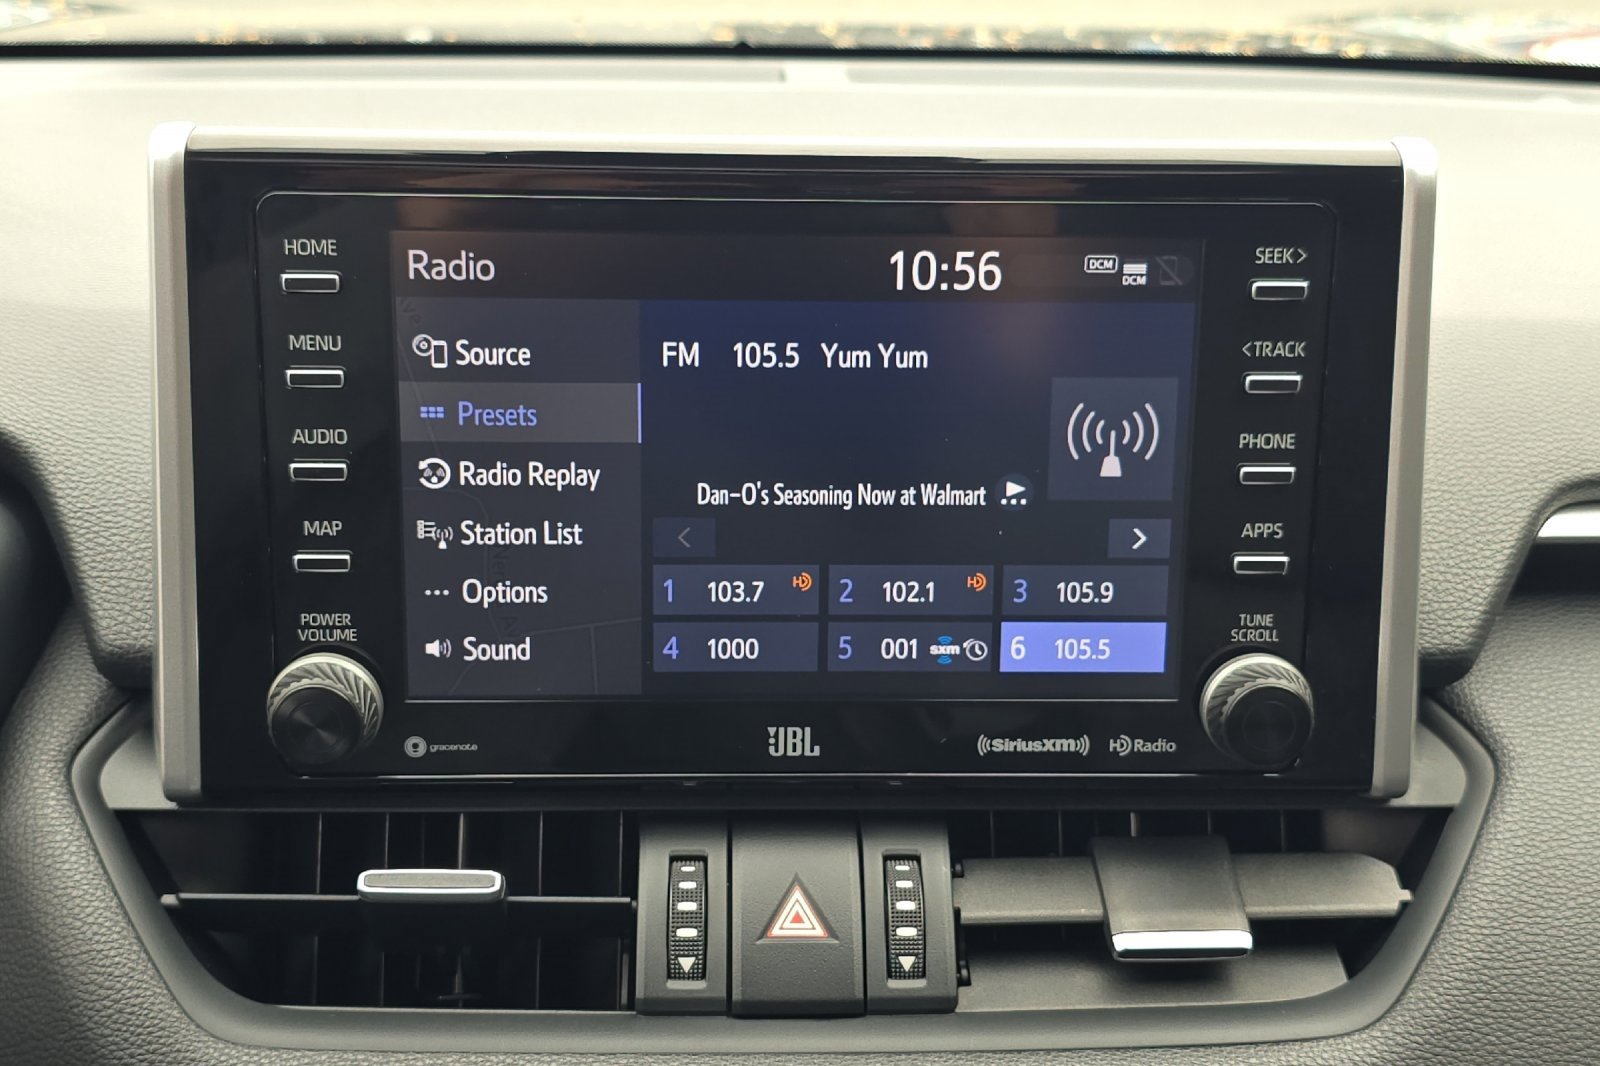 HOME
MENU
AUDIO
MAP
POWER
VOLUME
Radio
10:56
DCM
DCM
Source
Presets
Radio Replay
Station List
Options
Sound
FM 105.5 Yum Yum
Dan-O's Seasoning Now at Walmart
<
>
1 103.7 HD
2 102.1 HD
3 105.9
4 1000
5 001 sxm
6 105.5
SEEK>
<TRACK
PHONE
APPS
TUNE
SCROLL
gracenote
JBL
((SiriusXM))
HD Radio